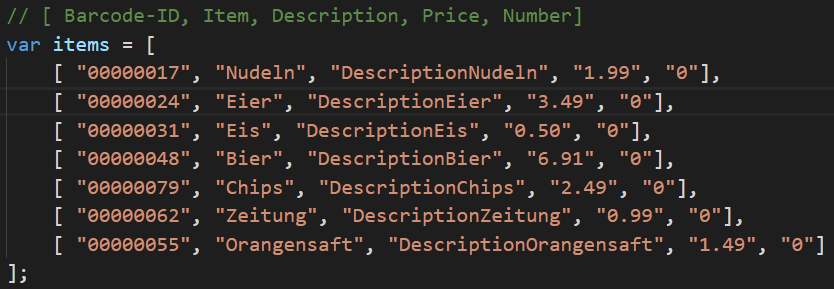 // [ Barcode-ID, Item, Description, Price, Number]
var items = [
    [ "00000017", "Nudeln", "DescriptionNudeln", "1.99", "0"],
    [ "00000024", "Eier", "DescriptionEier", "3.49", "0"],
    [ "00000031", "Eis", "DescriptionEis", "0.50", "0"],
    [ "00000048", "Bier", "DescriptionBier", "6.91", "0"],
    [ "00000079", "Chips", "DescriptionChips", "2.49", "0"],
    [ "00000062", "Zeitung", "DescriptionZeitung", "0.99", "0"],
    [ "00000055", "Orangensaft", "DescriptionOrangensaft", "1.49", "0"]
];